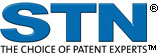 STN®
THE CHOICE OF PATENT EXPERTS™